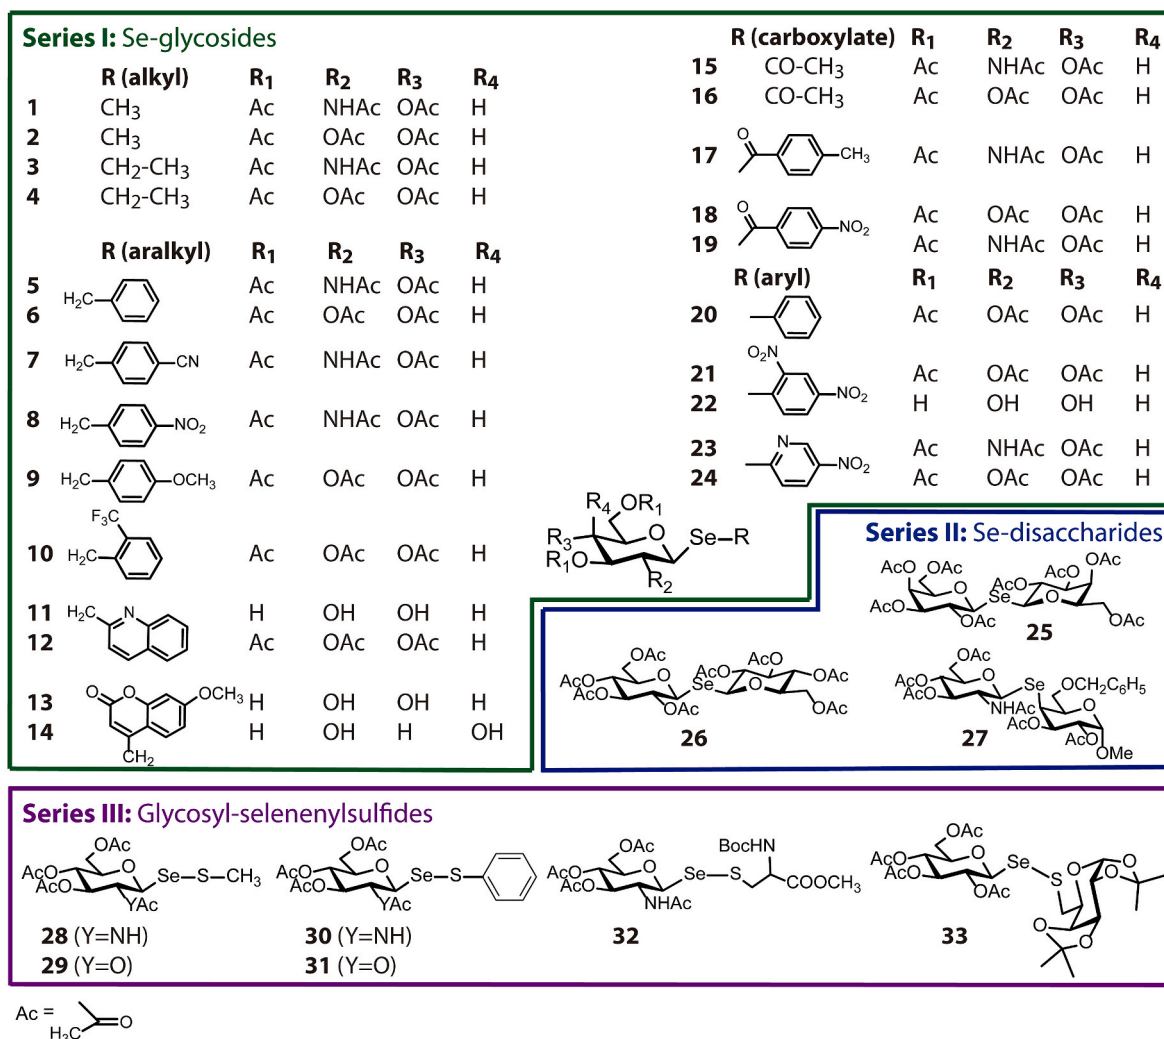 Series I: Se-glycosides
R (alkyl) R₁ R₂ R₃ R₄
1 CH₃ Ac NHAc OAc H
2 CH₃ Ac OAc OAc H
3 CH₂-CH₃ Ac NHAc OAc H
4 CH₂-CH₃ Ac OAc OAc H
R (aralkyl) R₁ R₂ R₃ R₄
5 Ac NHAc OAc H
H₂C
6 Ac OAc OAc H
7 H₂C CN Ac NHAc OAc H
8 H₂C NO₂ Ac NHAc OAc H
9 H₂C OCH₃ Ac OAc OAc H
F₃C
10 H₂C Ac OAc OAc H
11 H₂C N H OH OH H
12 Ac OAc OAc H
13 O O OCH₃ H OH OH H
14 H OH H OH
CH₂
R (carboxylate) R₁ R₂ R₃ R₄
15 CO-CH₃ Ac NHAc OAc H
16 CO-CH₃ Ac OAc OAc H
O
17 CH₃ Ac NHAc OAc H
O
18 Ac OAc OAc H
NO₂
19 Ac NHAc OAc H
R (aryl) R₁ R₂ R₃ R₄
20 Ac OAc OAc H
O₂N
21 Ac OAc OAc H
NO₂
22 H OH OH H
23 N Ac NHAc OAc H
NO₂
24 Ac OAc OAc H
R₄ OR₁
R₃ O Se R
R₁O
R₂
Series II: Se-disaccharides
AcO OAc OAc OAc
O AcO
AcO Se O
OAc OAc
25
OAc AcO OAc
AcO O AcO OAc
AcO Se O
OAc OAc
26
OAc
AcO O Se OCH₂C₆H₅
AcO NHAc O
AcO
AcO OMe
27
Series III: Glycosyl-selenenylsulfides
OAc
AcO O
AcO Se S CH₃
YAc
28 (Y=NH)
29 (Y=O)
OAc
AcO O
AcO Se S
YAc
30 (Y=NH)
31 (Y=O)
OAc BocHN
AcO O
AcO Se S COOCH₃
NHAc
32
OAc
AcO O Se
AcO S O O
OAc O
O
O
33
Ac =
O
H₃C